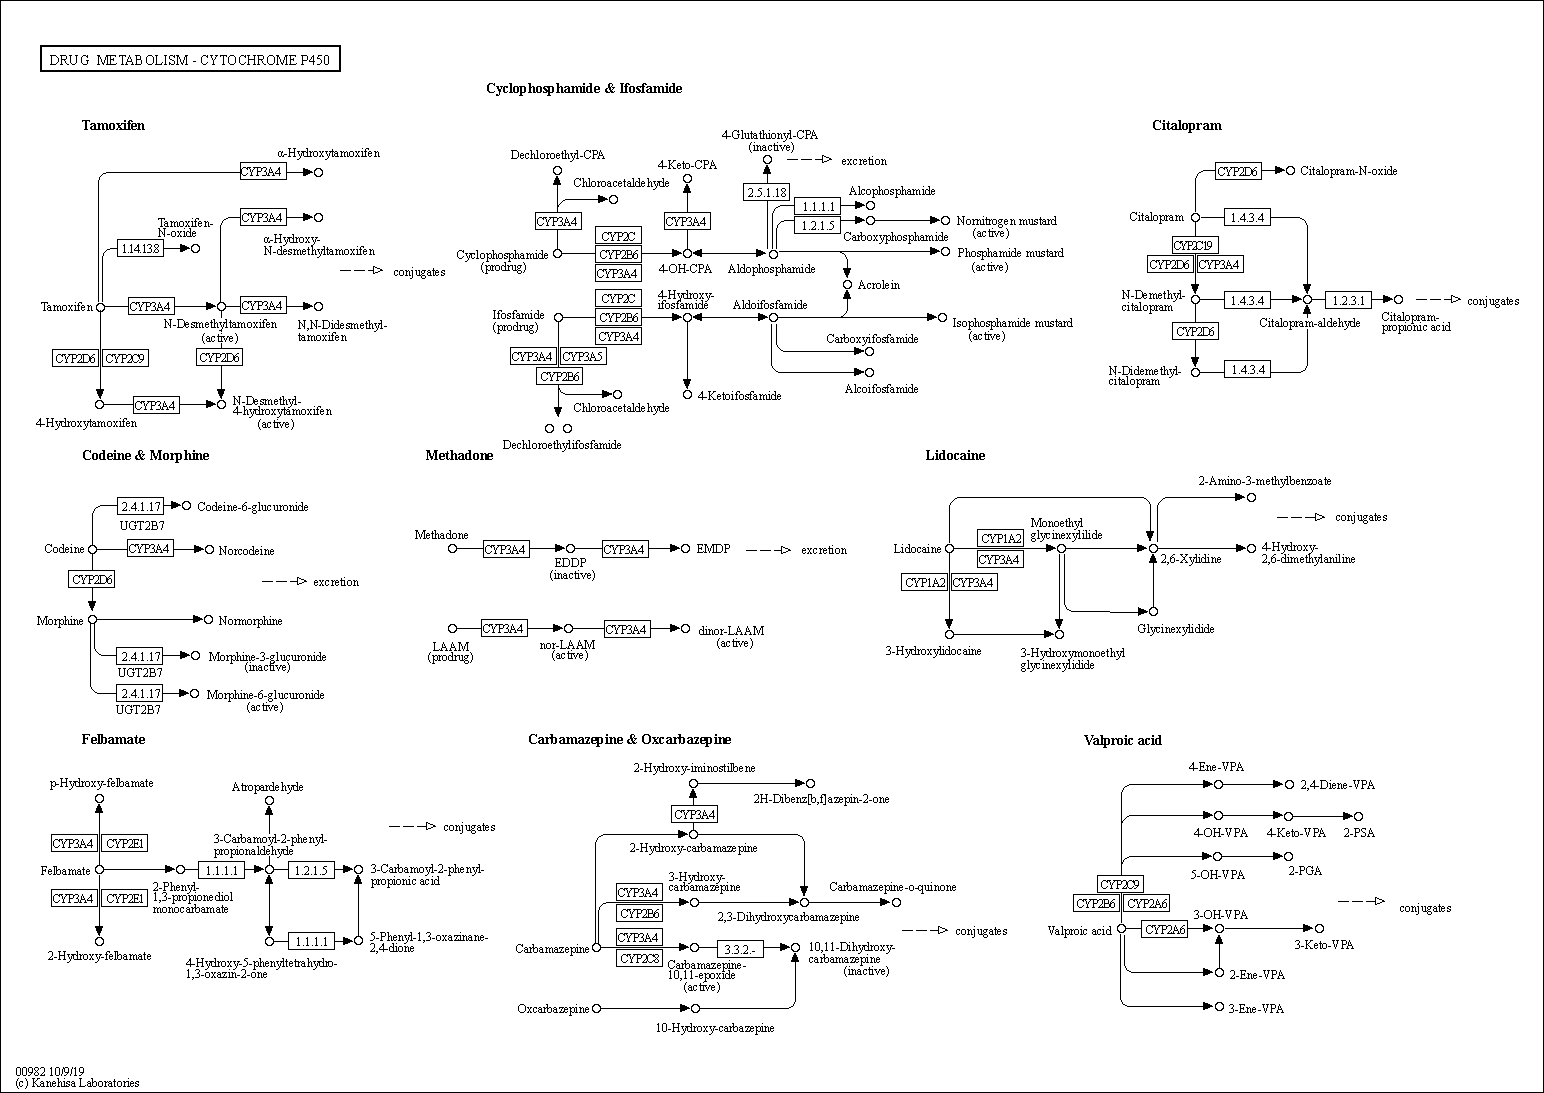 DRUG METABOLISM - CYTOCHROME P450
Tamoxifen
α-Hydroxytamoxifen
CYP3A4
CYP3A4
Tamoxifen-
N-oxide
1.14.13.8
α-Hydroxy-
N-desmethyltamoxifen
conjugates
Tamoxifen
CYP3A4
CYP3A4
N-Desmethyltamoxifen
(active)
N,N-Didesmethyl-
tamoxifen
CYP2D6
CYP2C9
CYP2D6
CYP3A4
4-Hydroxytamoxifen
N-Desmethyl-
4-hydroxytamoxifen
(active)
Cyclophosphamide & Ifosfamide
Dechloroethyl-CPA
Chloroacetaldehyde
4-Keto-CPA
4-Glutathionyl-CPA
(inactive)
excretion
2.5.1.18
Alcophosphamide
1.1.1.1
CYP3A4
CYP3A4
1.2.1.5
Nornitrogen mustard
(active)
Carboxyphosphamide
CYP2C
CYP2B6
CYP3A4
Cyclophosphamide
(prodrug)
4-OH-CPA
Aldophosphamide
Phosphamide mustard
(active)
Acrolein
CYP2C
CYP2B6
CYP3A4
4-Hydroxy-
ifosfamide
Aldoifosfamide
Ifosfamide
(prodrug)
Isophosphamide mustard
(active)
Carboxyifosfamide
CYP3A4
CYP3A5
CYP2B6
Alcoifosfamide
4-Ketoifosfamide
Chloroacetaldehyde
Dechloroethylifosfamide
Citalopram
CYP2D6
Citalopram-N-oxide
Citalopram
1.4.3.4
CYP2C19
CYP2D6
CYP3A4
N-Demethyl-
citalopram
1.4.3.4
1.2.3.1
conjugates
Citalopram-aldehyde
Citalopram-
propionic acid
CYP2D6
N-Didemethyl-
citalopram
1.4.3.4
Codeine & Morphine
2.4.1.17
UGT2B7
Codeine-6-glucuronide
Codeine
CYP3A4
Norcodeine
CYP2D6
excretion
Morphine
Normorphine
2.4.1.17
UGT2B7
Morphine-3-glucuronide
(inactive)
2.4.1.17
UGT2B7
Morphine-6-glucuronide
(active)
Methadone
Methadone
CYP3A4
CYP3A4
EMDP
excretion
EDDP
(inactive)
CYP3A4
CYP3A4
LAAM
(prodrug)
nor-LAAM
(active)
dinor-LAAM
(active)
Lidocaine
2-Amino-3-methylbenzoate
conjugates
Monoethyl
glycinexylilide
CYP1A2
CYP3A4
Lidocaine
2,6-Xylidine
4-Hydroxy-
2,6-dimethylaniline
CYP1A2
CYP3A4
Glycinexylidide
3-Hydroxylidocaine
3-Hydroxymonoethyl
glycinexylidide
Felbamate
p-Hydroxy-felbamate
Atropardehyde
conjugates
CYP3A4
CYP2E1
3-Carbamoyl-2-phenyl-
propionaldehyde
Felbamate
1.1.1.1
1.2.1.5
3-Carbamoyl-2-phenyl-
propionic acid
2-Phenyl-
1,3-propionediol
monocarbamate
CYP3A4
CYP2E1
1.1.1.1
5-Phenyl-1,3-oxazinane-
2,4-dione
2-Hydroxy-felbamate
4-Hydroxy-5-phenyltetrahydro-
1,3-oxazin-2-one
Carbamazepine & Oxcarbazepine
2-Hydroxy-iminostilbene
2H-Dibenz[b,f]azepin-2-one
CYP3A4
2-Hydroxy-carbamazepine
CYP3A4
CYP2B6
3-Hydroxy-
carbamazepine
Carbamazepine-o-quinone
2,3-Dihydroxycarbamazepine
CYP3A4
CYP2C8
conjugates
Carbamazepine
3.3.2.-
Carbamazepine-
10,11-epoxide
(active)
10,11-Dihydroxy-
carbamazepine
(inactive)
Oxcarbazepine
10-Hydroxy-carbazepine
Valproic acid
4-Ene-VPA
2,4-Diene-VPA
4-OH-VPA
4-Keto-VPA
2-PSA
5-OH-VPA
2-PGA
CYP2C9
CYP2B6
CYP2A6
conjugates
Valproic acid
CYP2A6
3-OH-VPA
3-Keto-VPA
2-Ene-VPA
3-Ene-VPA
00982 10/9/19
(c) Kanehisa Laboratories